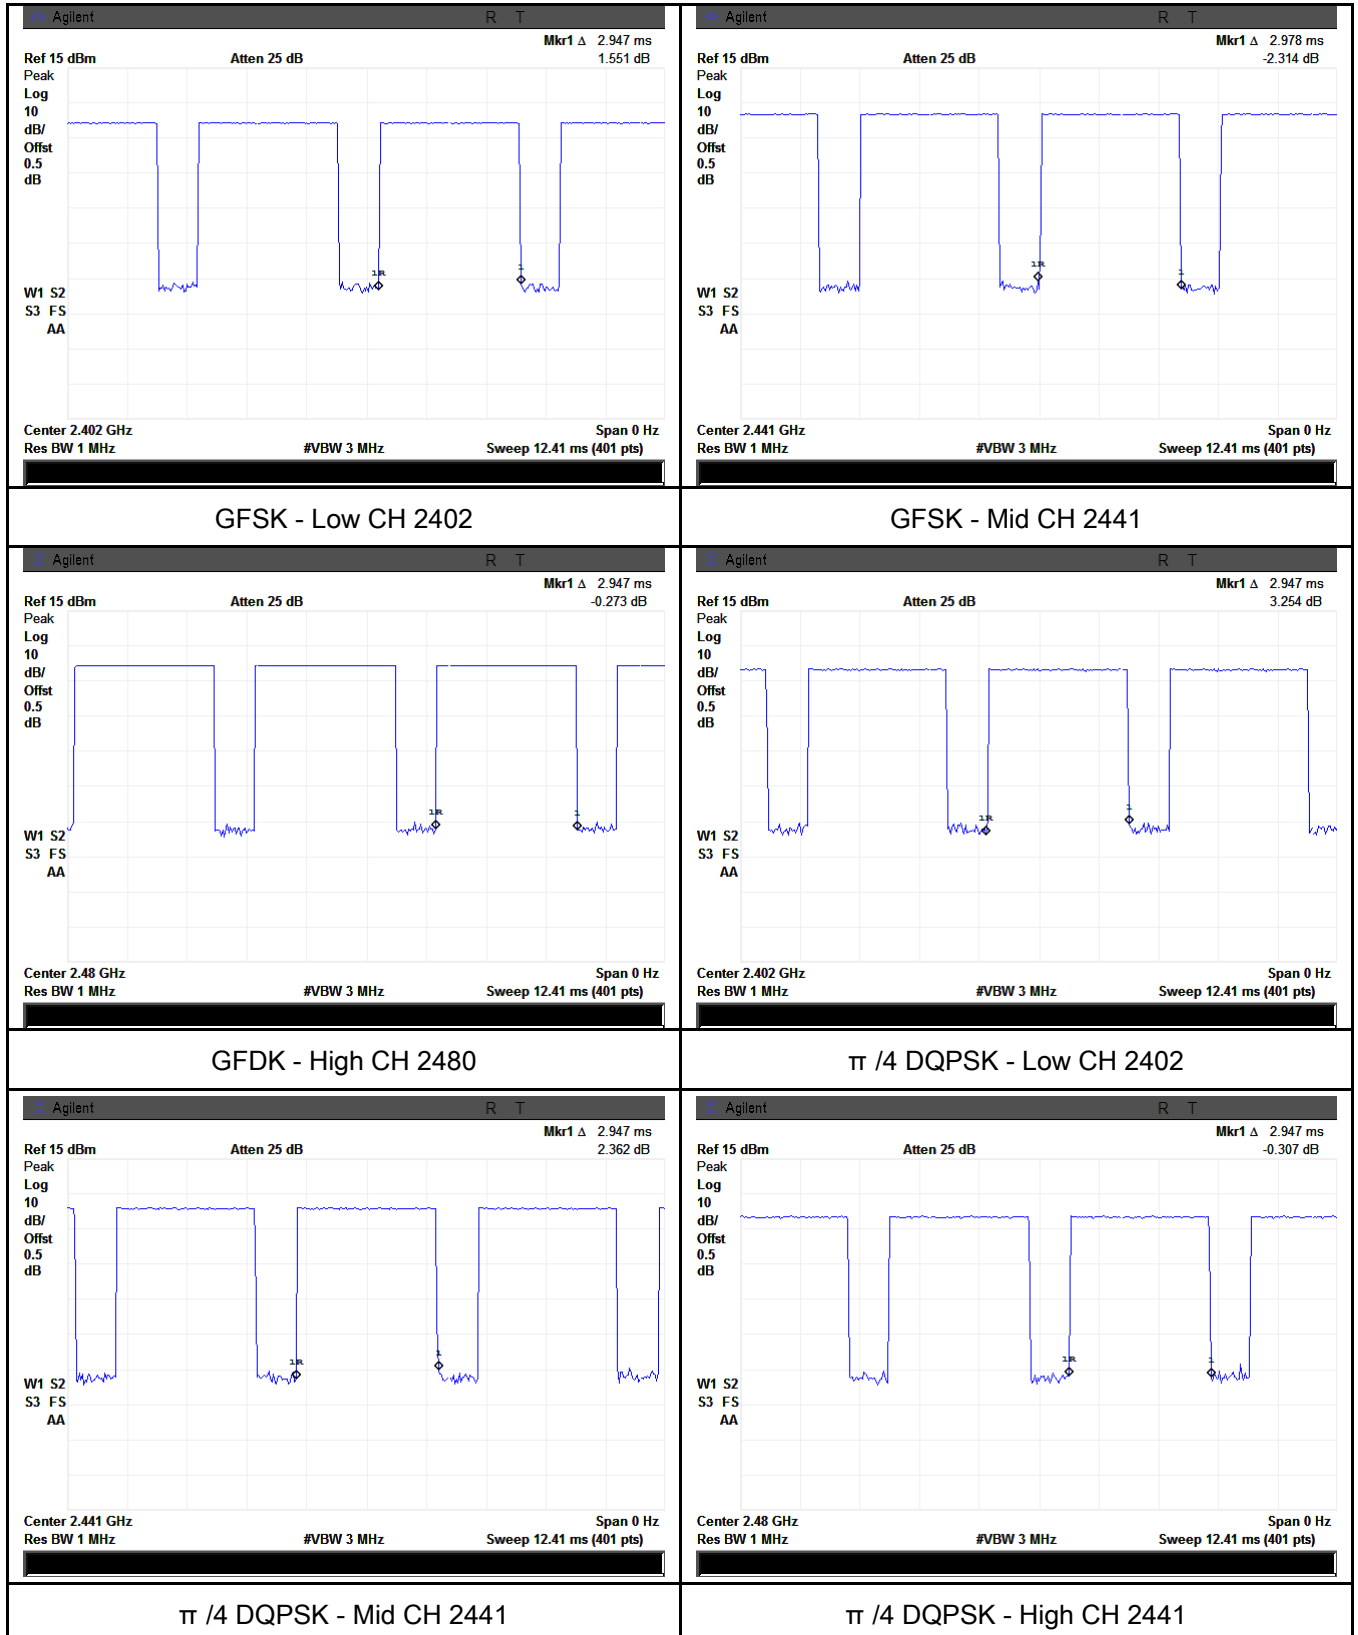 Agilent R T
Mkr1 Δ 2.947 ms
Ref 15 dBm Atten 25 dB 1.551 dB
Peak
Log
10
dB/
Offst
0.5
dB
1R
1
W1 S2
S3 FS
AA
Center 2.402 GHz Span 0 Hz
Res BW 1 MHz #VBW 3 MHz Sweep 12.41 ms (401 pts)
GFSK - Low CH 2402
Agilent R T
Mkr1 Δ 2.978 ms
Ref 15 dBm Atten 25 dB -2.314 dB
Peak
Log
10
dB/
Offst
0.5
dB
1R
1
W1 S2
S3 FS
AA
Center 2.441 GHz Span 0 Hz
Res BW 1 MHz #VBW 3 MHz Sweep 12.41 ms (401 pts)
GFSK - Mid CH 2441
Agilent R T
Mkr1 Δ 2.947 ms
Ref 15 dBm Atten 25 dB -0.273 dB
Peak
Log
10
dB/
Offst
0.5
dB
1R
1
W1 S2
S3 FS
AA
Center 2.48 GHz Span 0 Hz
Res BW 1 MHz #VBW 3 MHz Sweep 12.41 ms (401 pts)
GFDK - High CH 2480
Agilent R T
Mkr1 Δ 2.947 ms
Ref 15 dBm Atten 25 dB 3.254 dB
Peak
Log
10
dB/
Offst
0.5
dB
1R
1
W1 S2
S3 FS
AA
Center 2.402 GHz Span 0 Hz
Res BW 1 MHz #VBW 3 MHz Sweep 12.41 ms (401 pts)
π /4 DQPSK - Low CH 2402
Agilent R T
Mkr1 Δ 2.947 ms
Ref 15 dBm Atten 25 dB 2.362 dB
Peak
Log
10
dB/
Offst
0.5
dB
1R
1
W1 S2
S3 FS
AA
Center 2.441 GHz Span 0 Hz
Res BW 1 MHz #VBW 3 MHz Sweep 12.41 ms (401 pts)
π /4 DQPSK - Mid CH 2441
Agilent R T
Mkr1 Δ 2.947 ms
Ref 15 dBm Atten 25 dB -0.307 dB
Peak
Log
10
dB/
Offst
0.5
dB
1R
1
W1 S2
S3 FS
AA
Center 2.48 GHz Span 0 Hz
Res BW 1 MHz #VBW 3 MHz Sweep 12.41 ms (401 pts)
π /4 DQPSK - High CH 2441